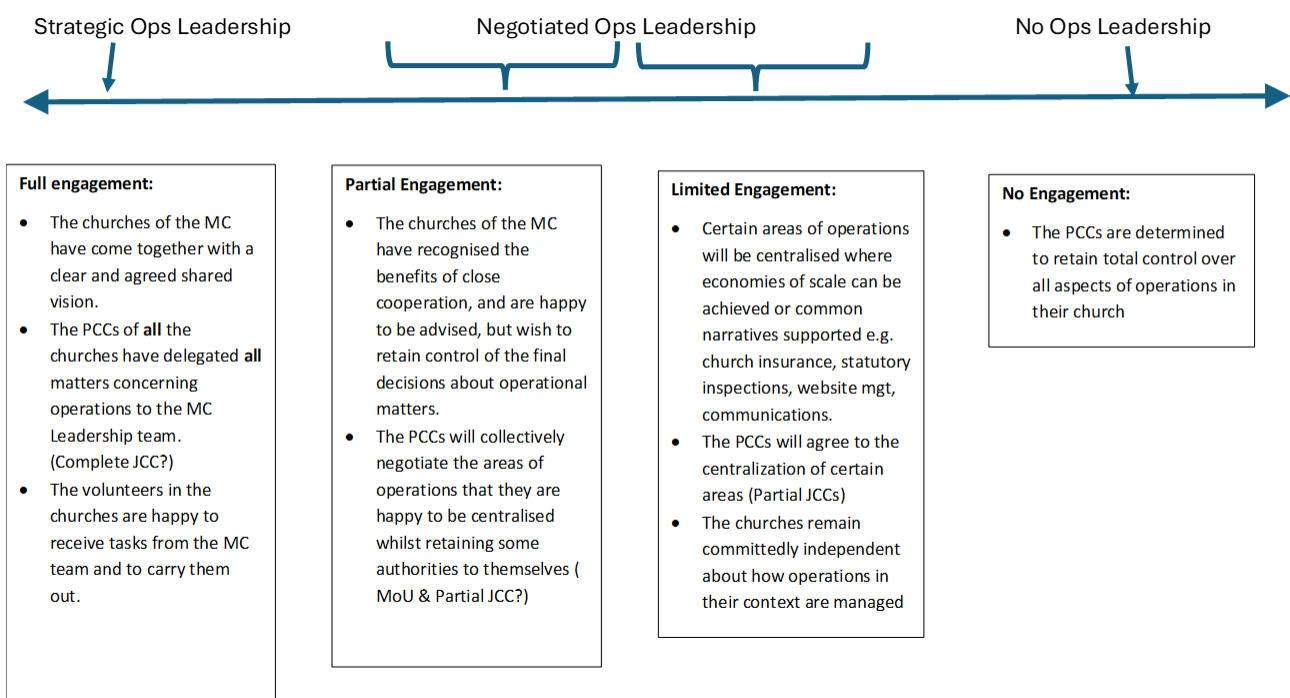 Strategic Ops Leadership
Negotiated Ops Leadership
No Ops Leadership
Full engagement:
• The churches of the MC
have come together with a
clear and agreed shared
vision.
• The PCCs of all the
churches have delegated all
matters concerning
operations to the MC
Leadership team.
(Complete JCC?)
• The volunteers in the
churches are happy to
receive tasks from the MC
team and to carry them
out.
Partial Engagement:
• The churches of the MC
have recognised the
benefits of close
cooperation, and are happy
to be advised, but wish to
retain control of the final
decisions about operational
matters.
• The PCCs will collectively
negotiate the areas of
operations that they are
happy to be centralised
whilst retaining some
authorities to themselves (
MoU & Partial JCC?)
Limited Engagement:
• Certain areas of operations
will be centralised where
economies of scale can be
achieved or common
narratives supported e.g.
church insurance, statutory
inspections, website mgt,
communications.
• The PCCs will agree to the
centralization of certain
areas (Partial JCCs)
• The churches remain
committedly independent
about how operations in
their context are managed
No Engagement:
• The PCCs are determined
to retain total control over
all aspects of operations in
their church